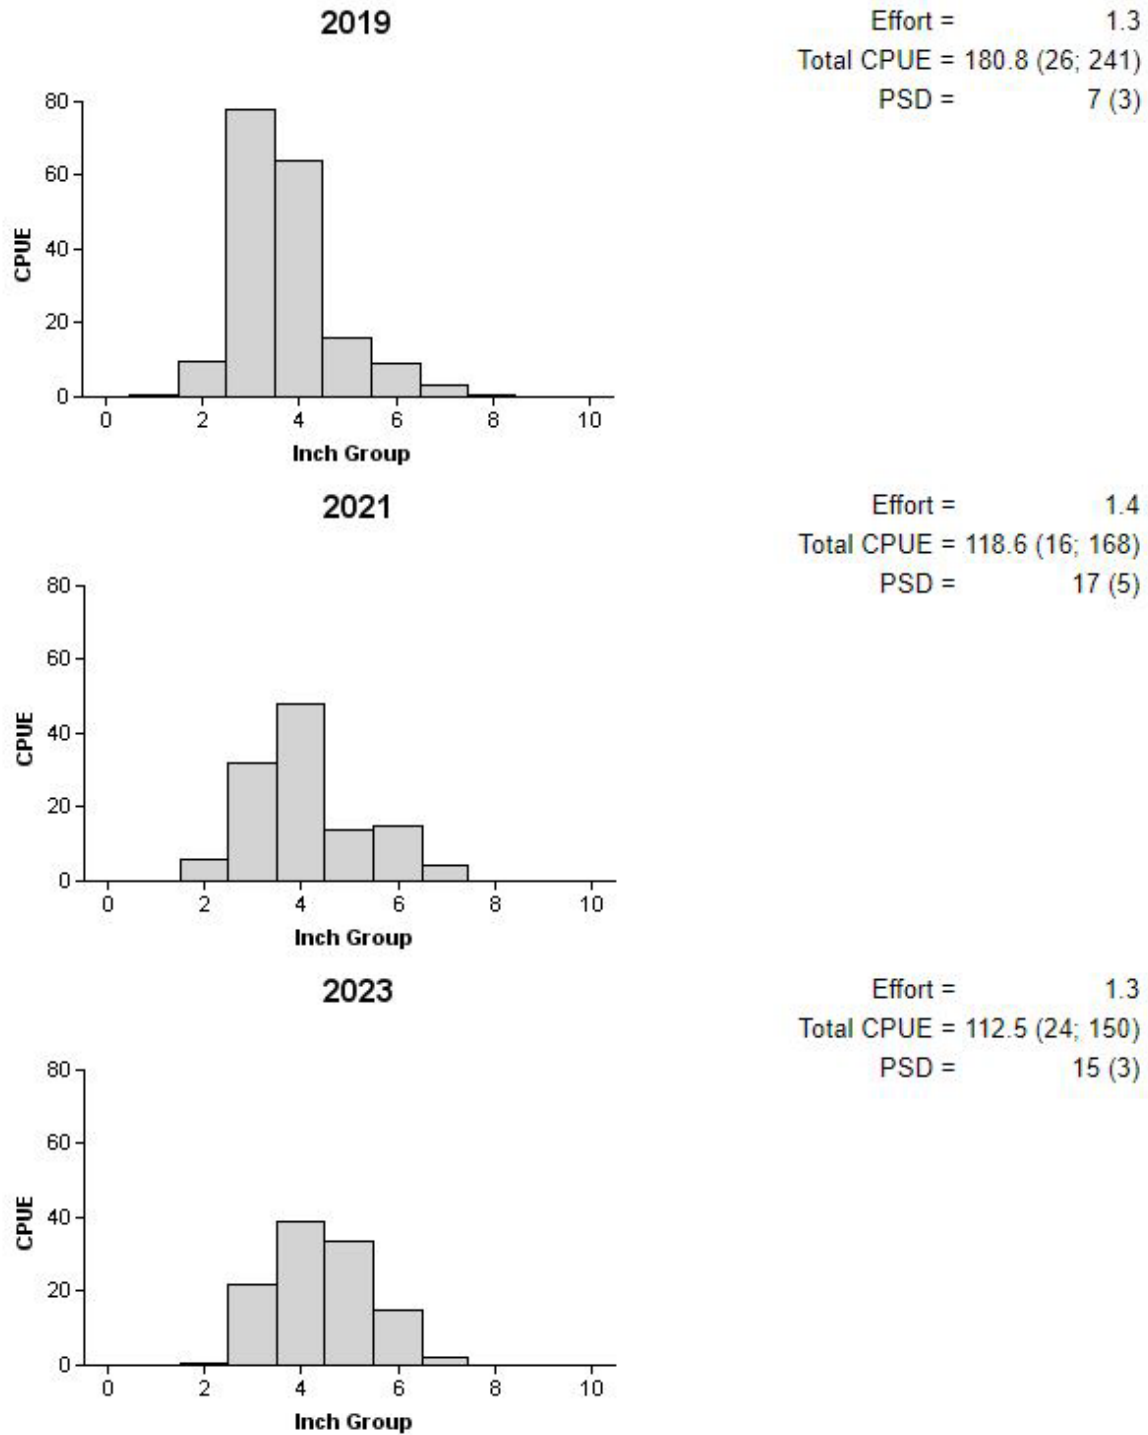 2019
Effort = 1.3
Total CPUE = 180.8 (26; 241)
PSD = 7 (3)
80
60
40
20
0
CPUE
0 2 4 6 8 10
Inch Group
2021
Effort = 1.4
Total CPUE = 118.6 (16; 168)
PSD = 17 (5)
80
60
40
20
0
CPUE
0 2 4 6 8 10
Inch Group
2023
Effort = 1.3
Total CPUE = 112.5 (24; 150)
PSD = 15 (3)
80
60
40
20
0
CPUE
0 2 4 6 8 10
Inch Group